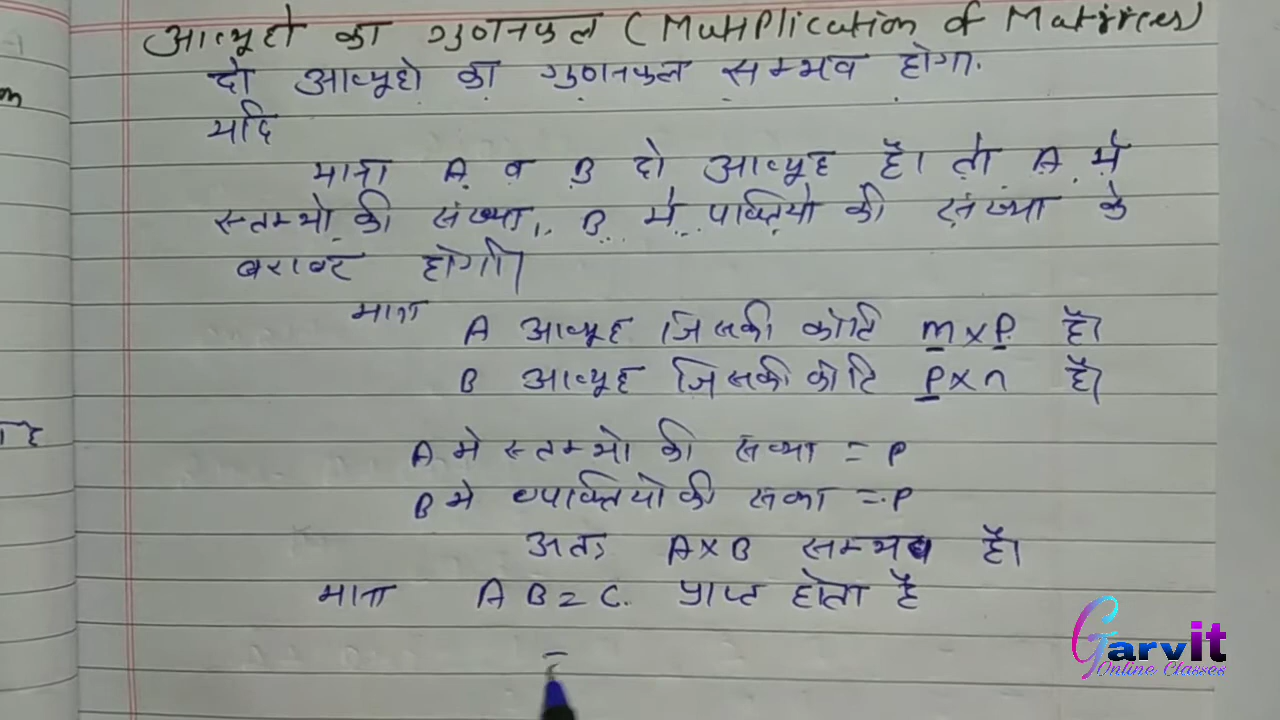 आव्यूहो का गुणनफल (Multiplication of Matrices)
दो आव्यूहो का गुणनफल सम्भव होगा.
यदि
माना A व B दो आव्यूह है। तो A मे
स्तम्भो की संख्या, B मे पंक्तियो की संख्या के
बराबर होगी।
माना
A आव्यूह जिसकी कोटि m×P है।
B आव्यूह जिसकी कोटि P×n है।
A मे स्तम्भो की संख्या = P
B मे पंक्तियो की = P
अतः A×B सम्भव है।
माना AB = C. प्राप्त होता है
Garvit
Online Classes